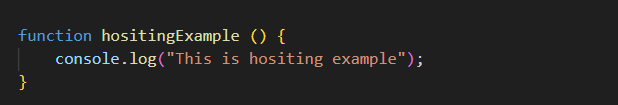 function hositingExample () {
    console.log("This is hositing example");
}